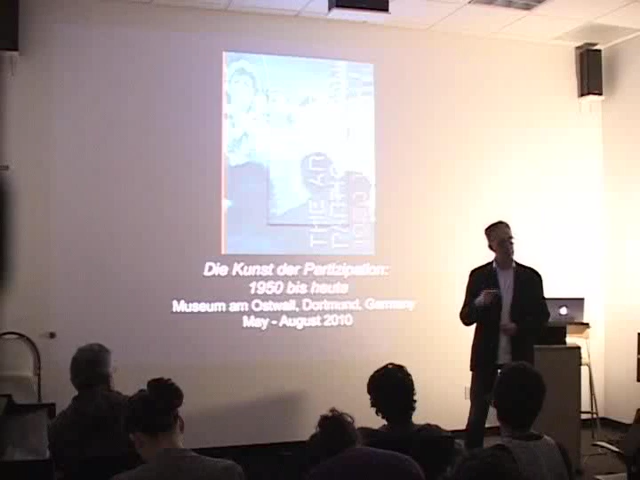 Die Kunst der Partizipation:
1950 bis heute
Museum am Ostwall, Dortmund, Germany
May - August 2010